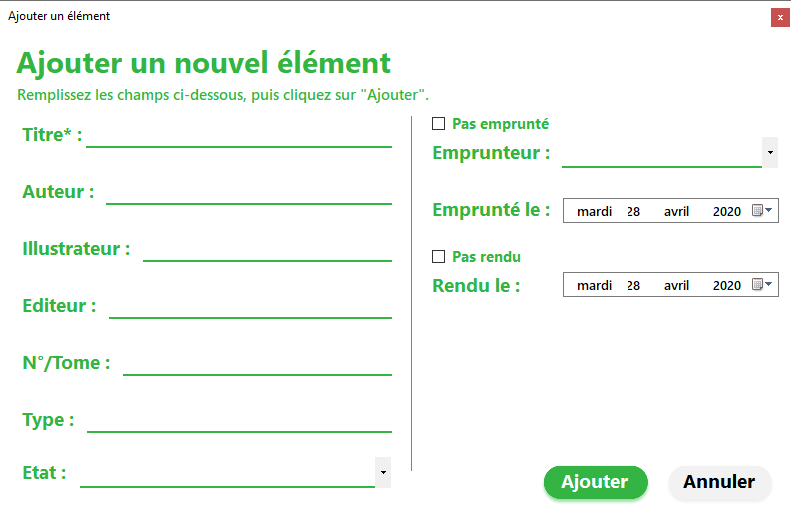 Ajouter un élément
x
Ajouter un nouvel élément
Remplissez les champs ci-dessous, puis cliquez sur "Ajouter".
Titre* :
Auteur :
Illustrateur :
Editeur :
N°/Tome :
Type :
Etat :
Pas emprunté
Emprunteur :
Emprunté le : mardi 28 avril 2020
Pas rendu
Rendu le : mardi 28 avril 2020
Ajouter Annuler